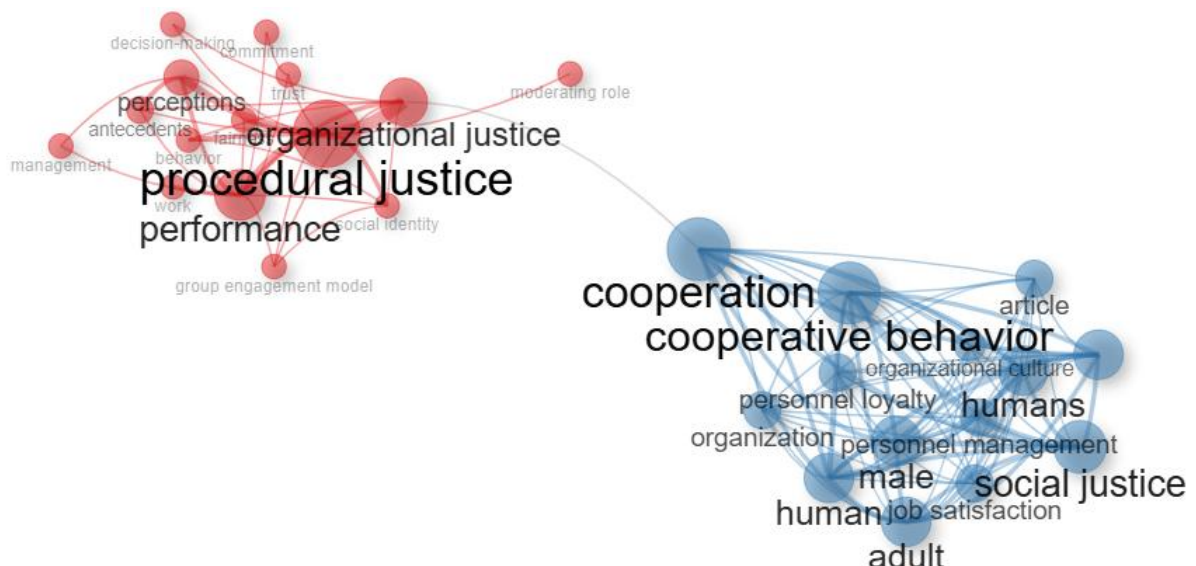 decision-making
commitment
trust
moderating role
perceptions
antecedents
fairness
organizational justice
management
behavior
procedural justice
work
social identity
performance
group engagement model
cooperation
article
cooperative behavior
organizational culture
personnel loyalty
humans
organization
personnel management
male
social justice
human
job satisfaction
adult